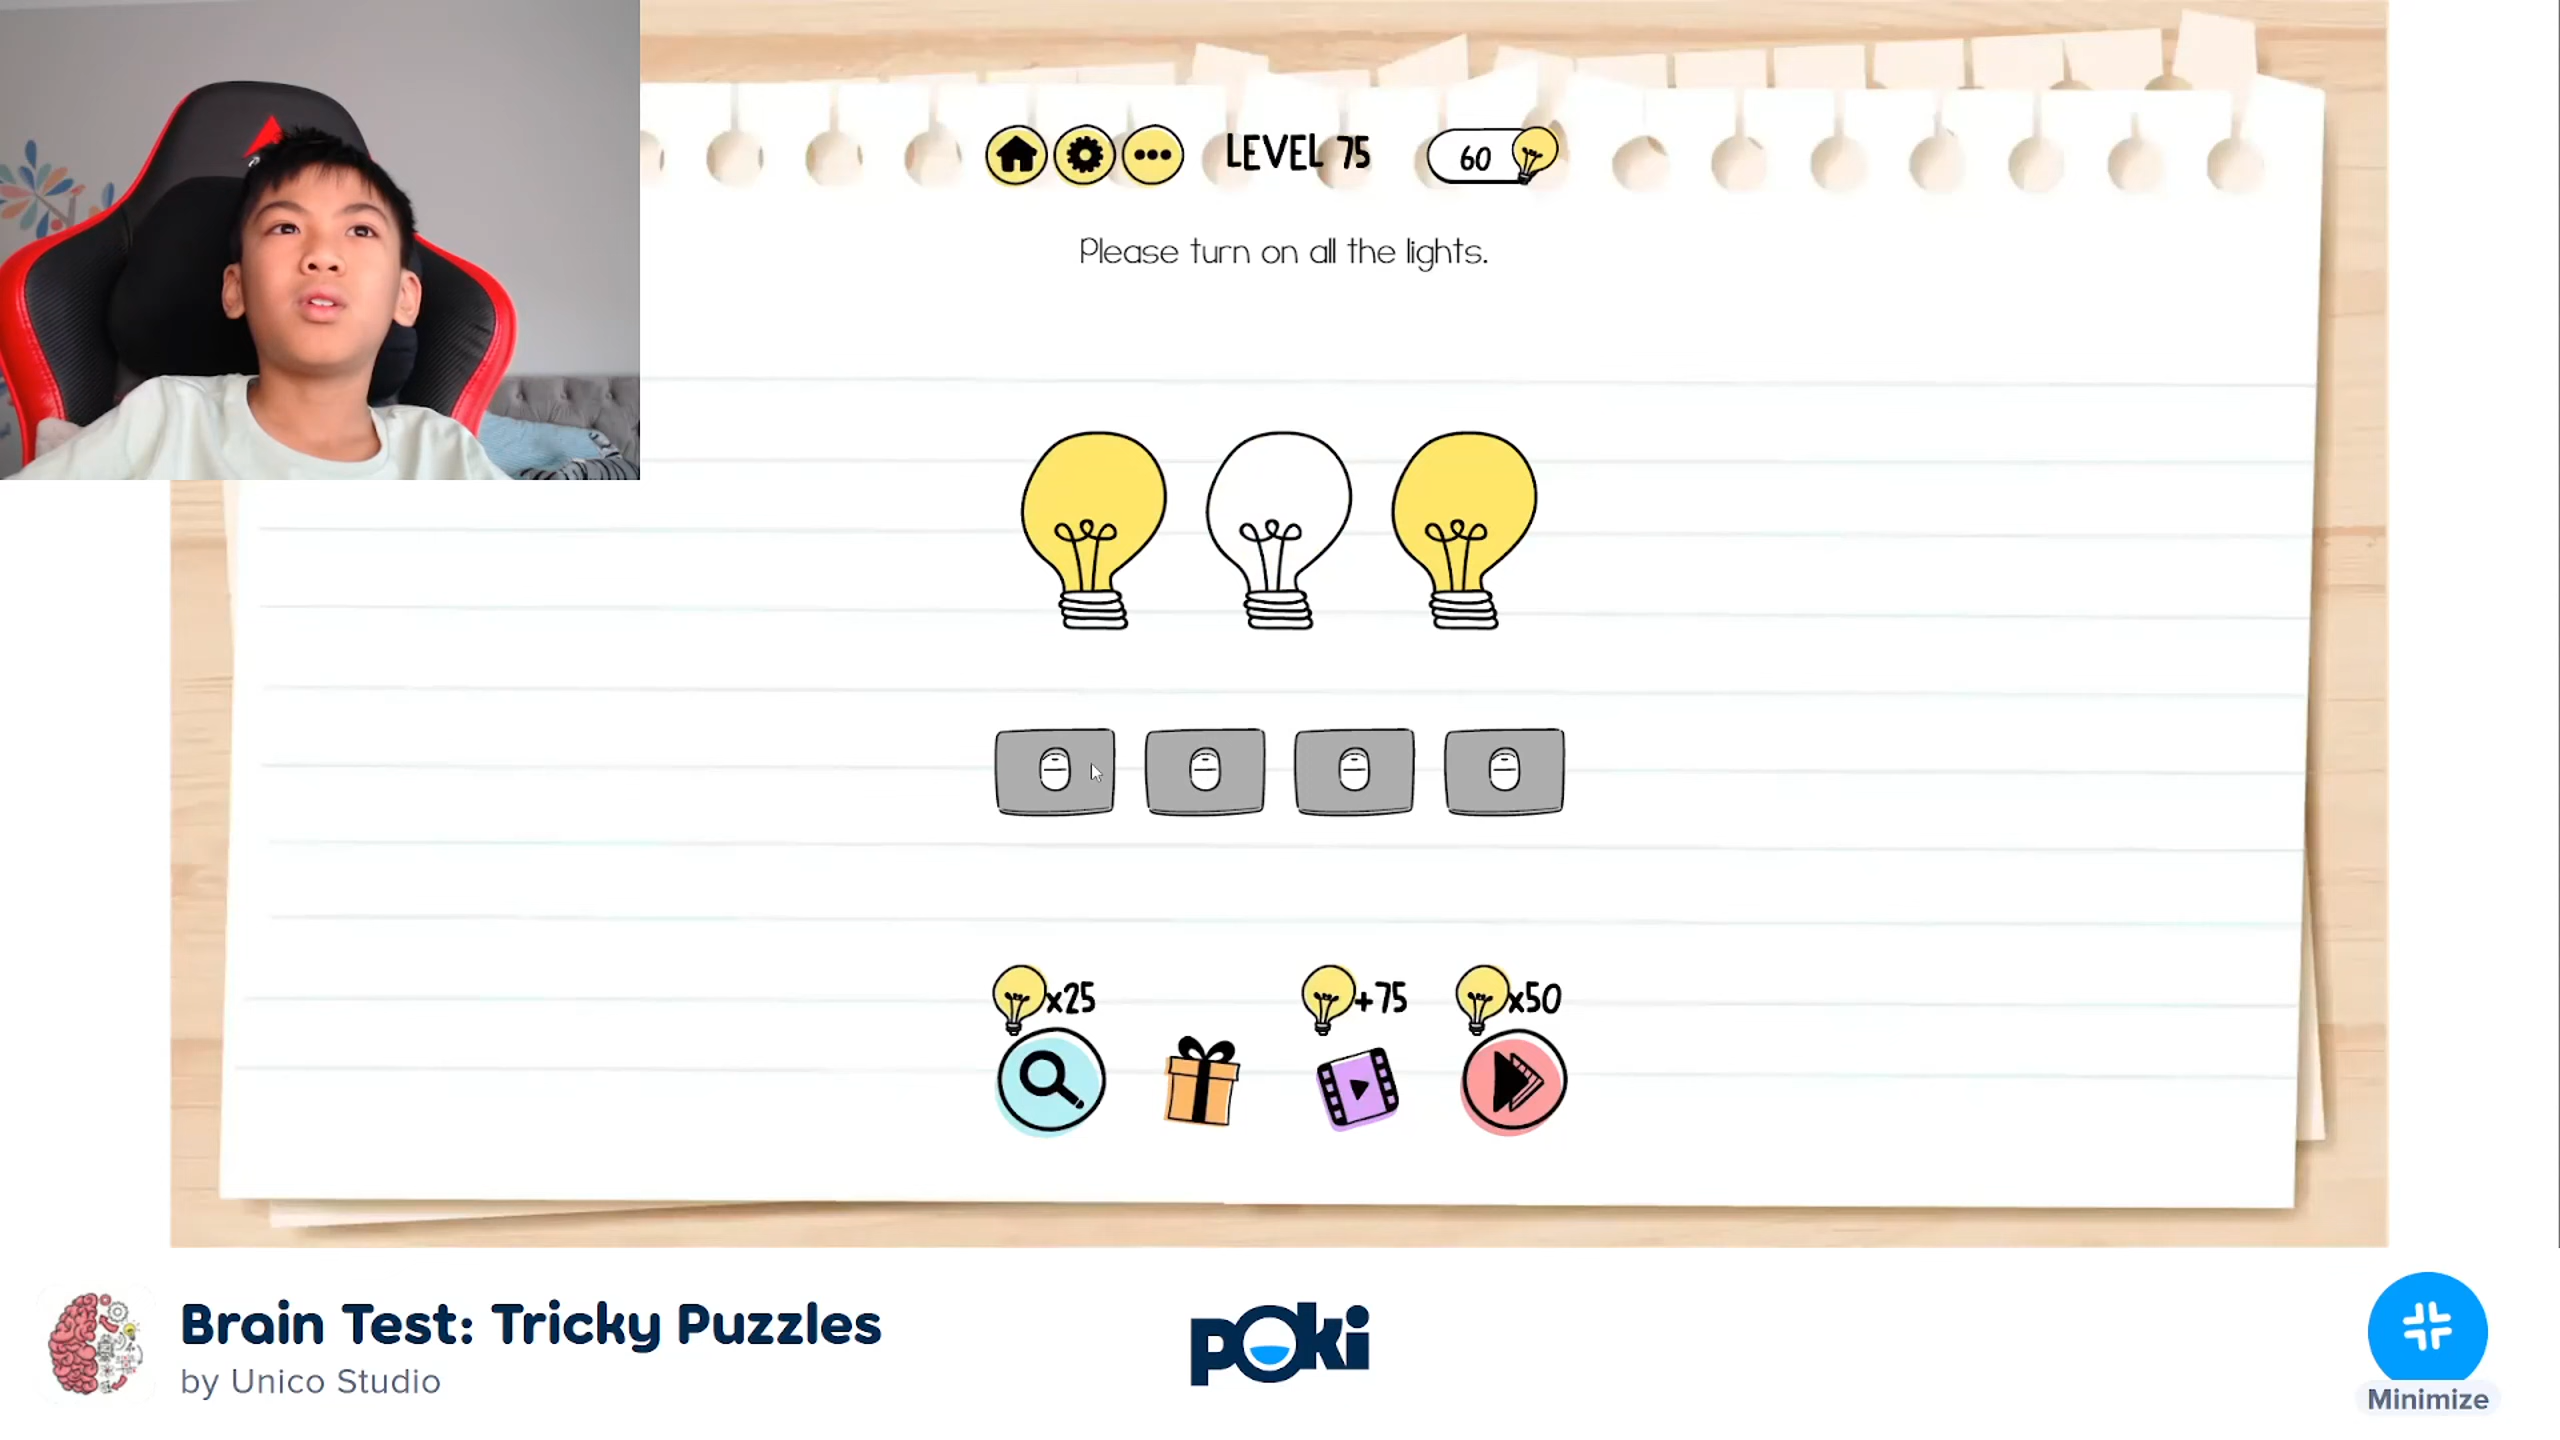 LEVEL 75
60
Please turn on all the lights.
x25
+75
x50
Brain Test: Tricky Puzzles
by Unico Studio
poki
Minimize